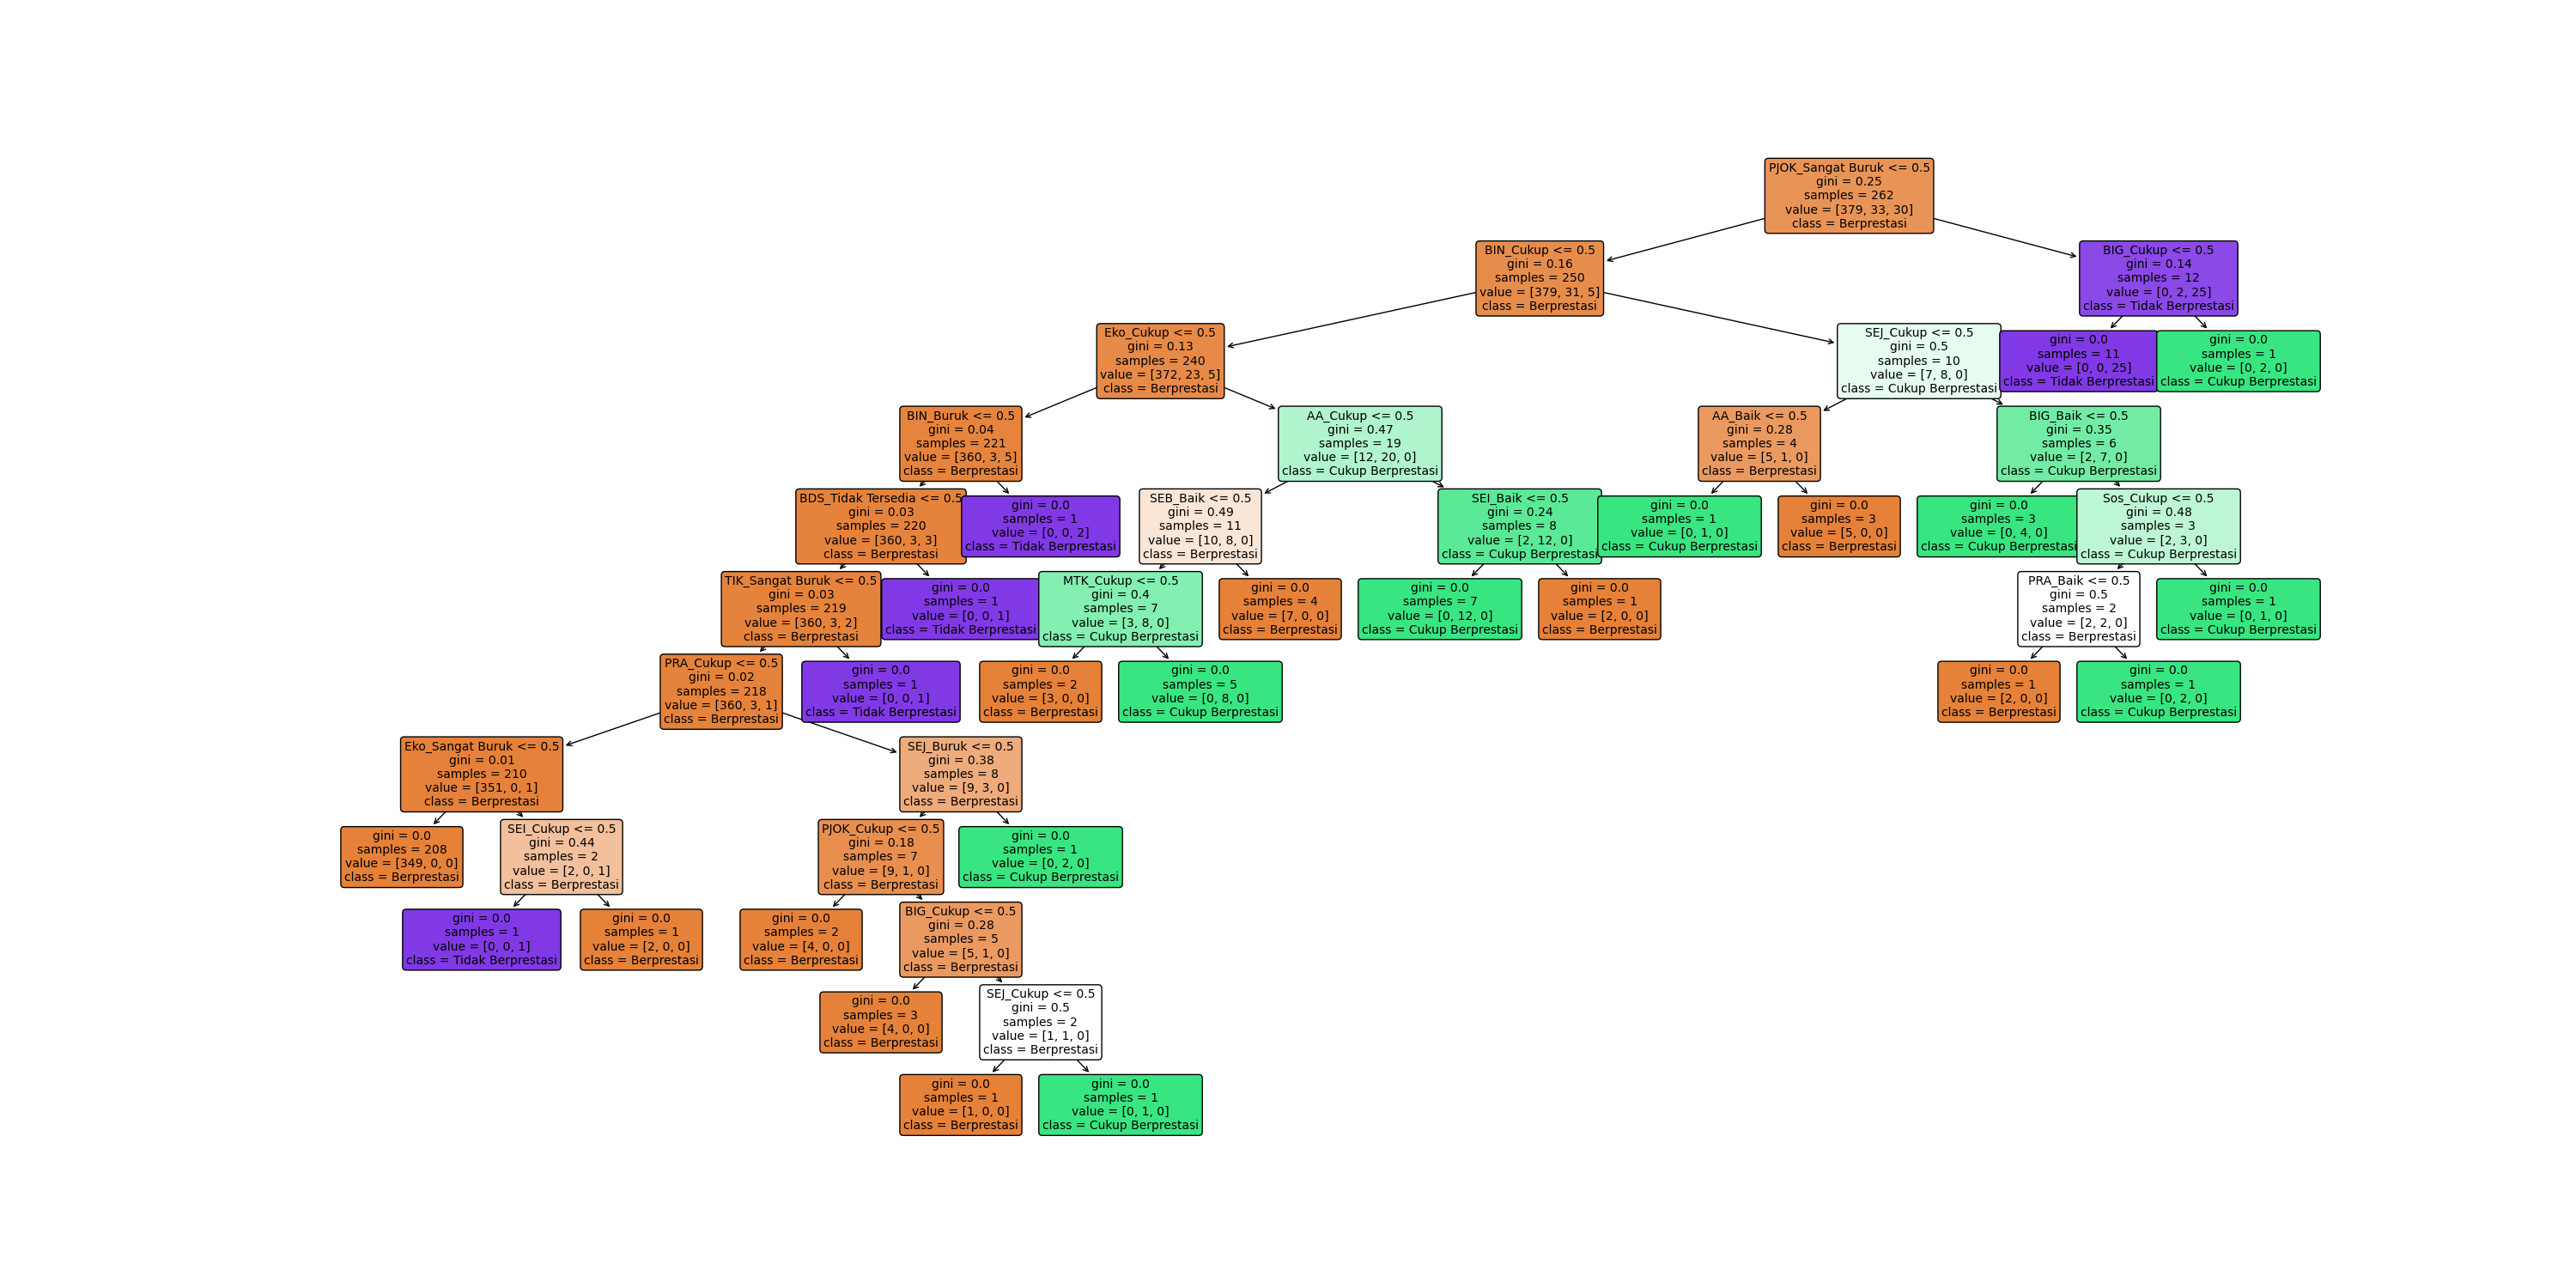 PJOK_Sangat Buruk <= 0.5
gini = 0.25
samples = 262
value = [379, 33, 30]
class = Berprestasi
BIN_Cukup <= 0.5
gini = 0.16
samples = 250
value = [379, 31, 5]
class = Berprestasi
BIG_Cukup <= 0.5
gini = 0.14
samples = 12
value = [0, 2, 25]
class = Tidak Berprestasi
Eko_Cukup <= 0.5
gini = 0.13
samples = 240
value = [372, 23, 5]
class = Berprestasi
SEJ_Cukup <= 0.5
gini = 0.5
samples = 10
value = [7, 8, 0]
class = Cukup Berprestasi
gini = 0.0
samples = 11
value = [0, 0, 25]
class = Tidak Berprestasi
gini = 0.0
samples = 1
value = [0, 2, 0]
class = Cukup Berprestasi
BIN_Buruk <= 0.5
gini = 0.04
samples = 221
value = [360, 3, 5]
class = Berprestasi
AA_Cukup <= 0.5
gini = 0.47
samples = 19
value = [12, 20, 0]
class = Cukup Berprestasi
AA_Baik <= 0.5
gini = 0.28
samples = 4
value = [5, 1, 0]
class = Berprestasi
BIG_Baik <= 0.5
gini = 0.35
samples = 6
value = [2, 7, 0]
class = Cukup Berprestasi
BDS_Tidak Tersedia <= 0.5
gini = 0.03
samples = 220
value = [360, 3, 3]
class = Berprestasi
gini = 0.0
samples = 1
value = [0, 0, 2]
class = Tidak Berprestasi
SEB_Baik <= 0.5
gini = 0.49
samples = 11
value = [10, 8, 0]
class = Berprestasi
SEI_Baik <= 0.5
gini = 0.24
samples = 8
value = [2, 12, 0]
class = Cukup Berprestasi
gini = 0.0
samples = 1
value = [0, 1, 0]
class = Cukup Berprestasi
gini = 0.0
samples = 3
value = [5, 0, 0]
class = Berprestasi
gini = 0.0
samples = 3
value = [0, 4, 0]
class = Cukup Berprestasi
Sos_Cukup <= 0.5
gini = 0.48
samples = 3
value = [2, 3, 0]
class = Cukup Berprestasi
TIK_Sangat Buruk <= 0.5
gini = 0.03
samples = 219
value = [360, 3, 2]
class = Berprestasi
gini = 0.0
samples = 1
value = [0, 0, 1]
class = Tidak Berprestasi
MTK_Cukup <= 0.5
gini = 0.4
samples = 7
value = [3, 8, 0]
class = Cukup Berprestasi
gini = 0.0
samples = 4
value = [7, 0, 0]
class = Berprestasi
gini = 0.0
samples = 7
value = [0, 12, 0]
class = Cukup Berprestasi
gini = 0.0
samples = 1
value = [2, 0, 0]
class = Berprestasi
PRA_Baik <= 0.5
gini = 0.5
samples = 2
value = [2, 2, 0]
class = Berprestasi
gini = 0.0
samples = 1
value = [0, 1, 0]
class = Cukup Berprestasi
PRA_Cukup <= 0.5
gini = 0.02
samples = 218
value = [360, 3, 1]
class = Berprestasi
gini = 0.0
samples = 1
value = [0, 0, 1]
class = Tidak Berprestasi
gini = 0.0
samples = 2
value = [3, 0, 0]
class = Berprestasi
gini = 0.0
samples = 5
value = [0, 8, 0]
class = Cukup Berprestasi
gini = 0.0
samples = 1
value = [2, 0, 0]
class = Berprestasi
gini = 0.0
samples = 1
value = [0, 2, 0]
class = Cukup Berprestasi
Eko_Sangat Buruk <= 0.5
gini = 0.01
samples = 210
value = [351, 0, 1]
class = Berprestasi
SEJ_Buruk <= 0.5
gini = 0.38
samples = 8
value = [9, 3, 0]
class = Berprestasi
gini = 0.0
samples = 208
value = [349, 0, 0]
class = Berprestasi
SEI_Cukup <= 0.5
gini = 0.44
samples = 2
value = [2, 0, 1]
class = Berprestasi
PJOK_Cukup <= 0.5
gini = 0.18
samples = 7
value = [9, 1, 0]
class = Berprestasi
gini = 0.0
samples = 1
value = [0, 2, 0]
class = Cukup Berprestasi
gini = 0.0
samples = 1
value = [0, 0, 1]
class = Tidak Berprestasi
gini = 0.0
samples = 1
value = [2, 0, 0]
class = Berprestasi
gini = 0.0
samples = 2
value = [4, 0, 0]
class = Berprestasi
BIG_Cukup <= 0.5
gini = 0.28
samples = 5
value = [5, 1, 0]
class = Berprestasi
gini = 0.0
samples = 3
value = [4, 0, 0]
class = Berprestasi
SEJ_Cukup <= 0.5
gini = 0.5
samples = 2
value = [1, 1, 0]
class = Berprestasi
gini = 0.0
samples = 1
value = [1, 0, 0]
class = Berprestasi
gini = 0.0
samples = 1
value = [0, 1, 0]
class = Cukup Berprestasi